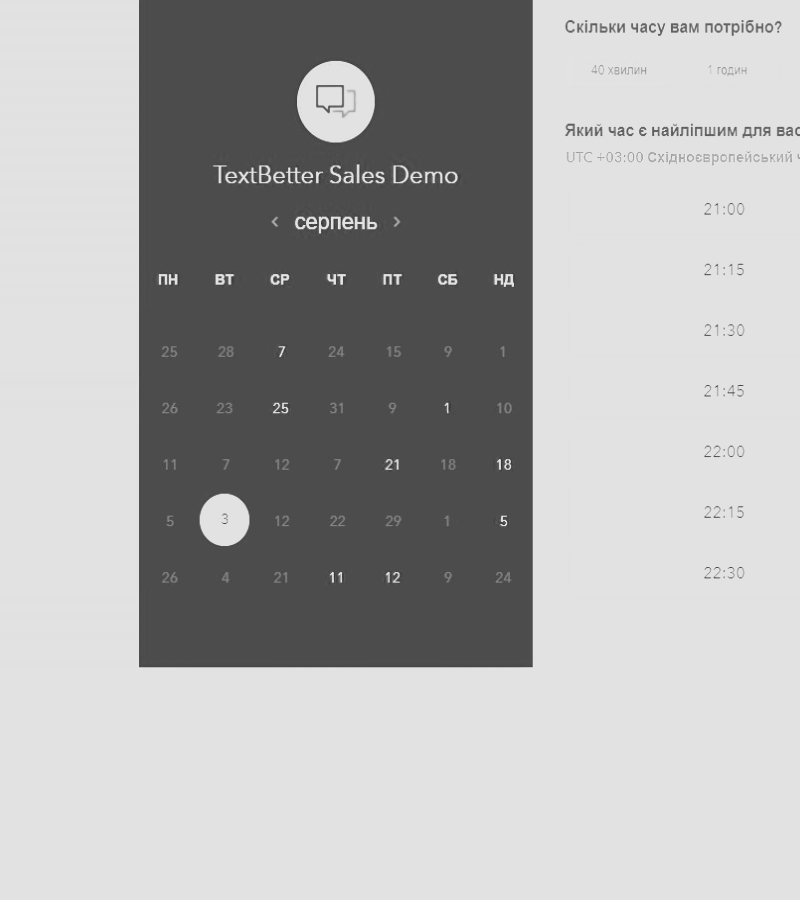 TextBetter Sales Demo
серпень
ПН ВТ СР ЧТ ПТ СБ НД
25 28 7 24 15 9 1
26 23 25 31 9 1 10
11 7 12 7 21 18 18
5 3 12 22 29 1 5
26 4 21 11 12 9 24
Скільки часу вам потрібно?
40 хвилин 1 годин
Який час є найліпшим для вас
UTC +03:00 Східноєвропейський ч
21:00
21:15
21:30
21:45
22:00
22:15
22:30